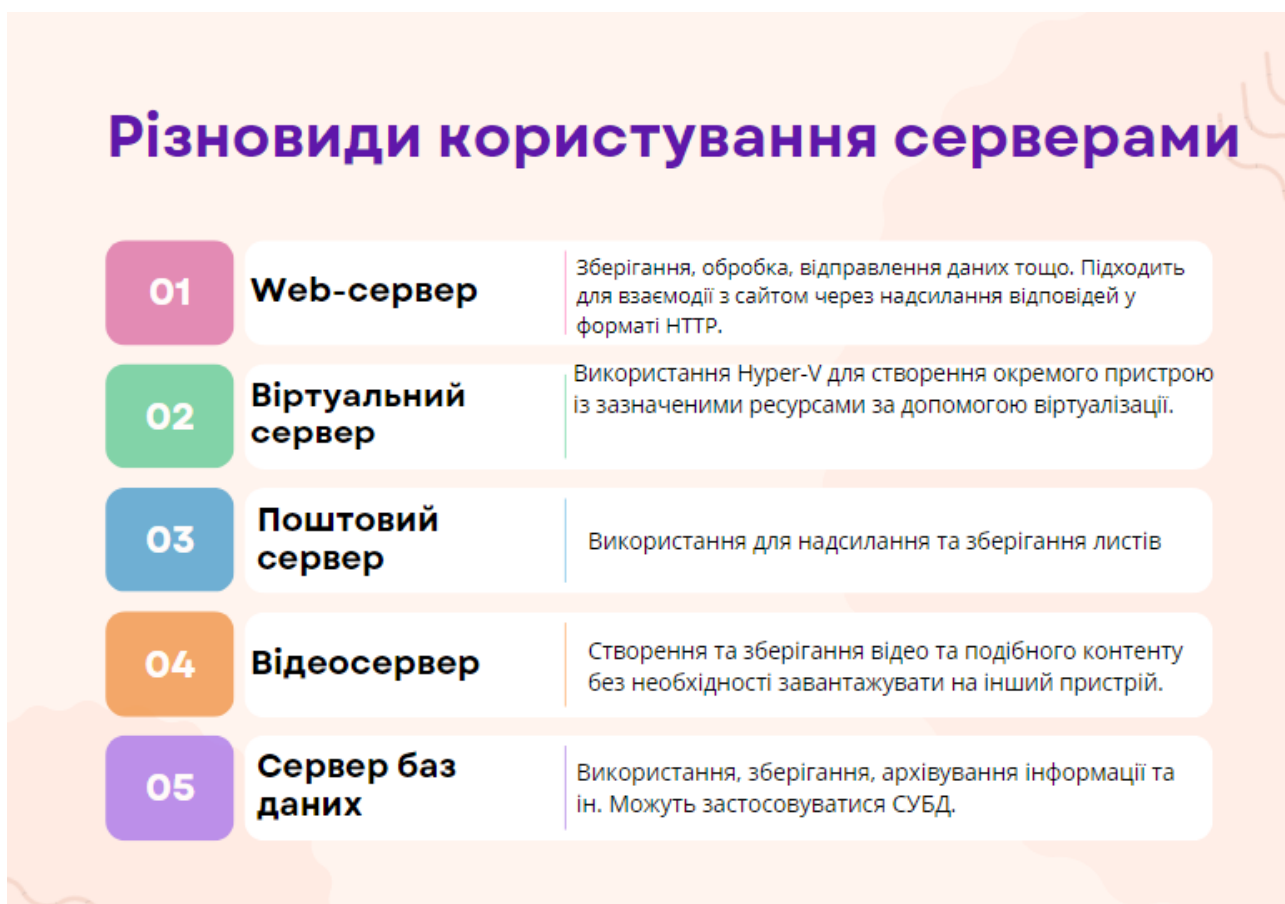 Різновиди користування серверами
01
Web-сервер
Зберігання, обробка, відправлення даних тощо. Підходить
для взаємодії з сайтом через надсилання відповідей у
форматі HTTP.
02
Віртуальний
сервер
Використання Hyper-V для створення окремого пристрою
із зазначеними ресурсами за допомогою віртуалізації.
03
Поштовий
сервер
Використання для надсилання та зберігання листів
04
Відеосервер
Створення та зберігання відео та подібного контенту
без необхідності завантажувати на інший пристрій.
05
Сервер баз
даних
Використання, зберігання, архівування інформації та
ін. Можуть застосовуватися СУБД.